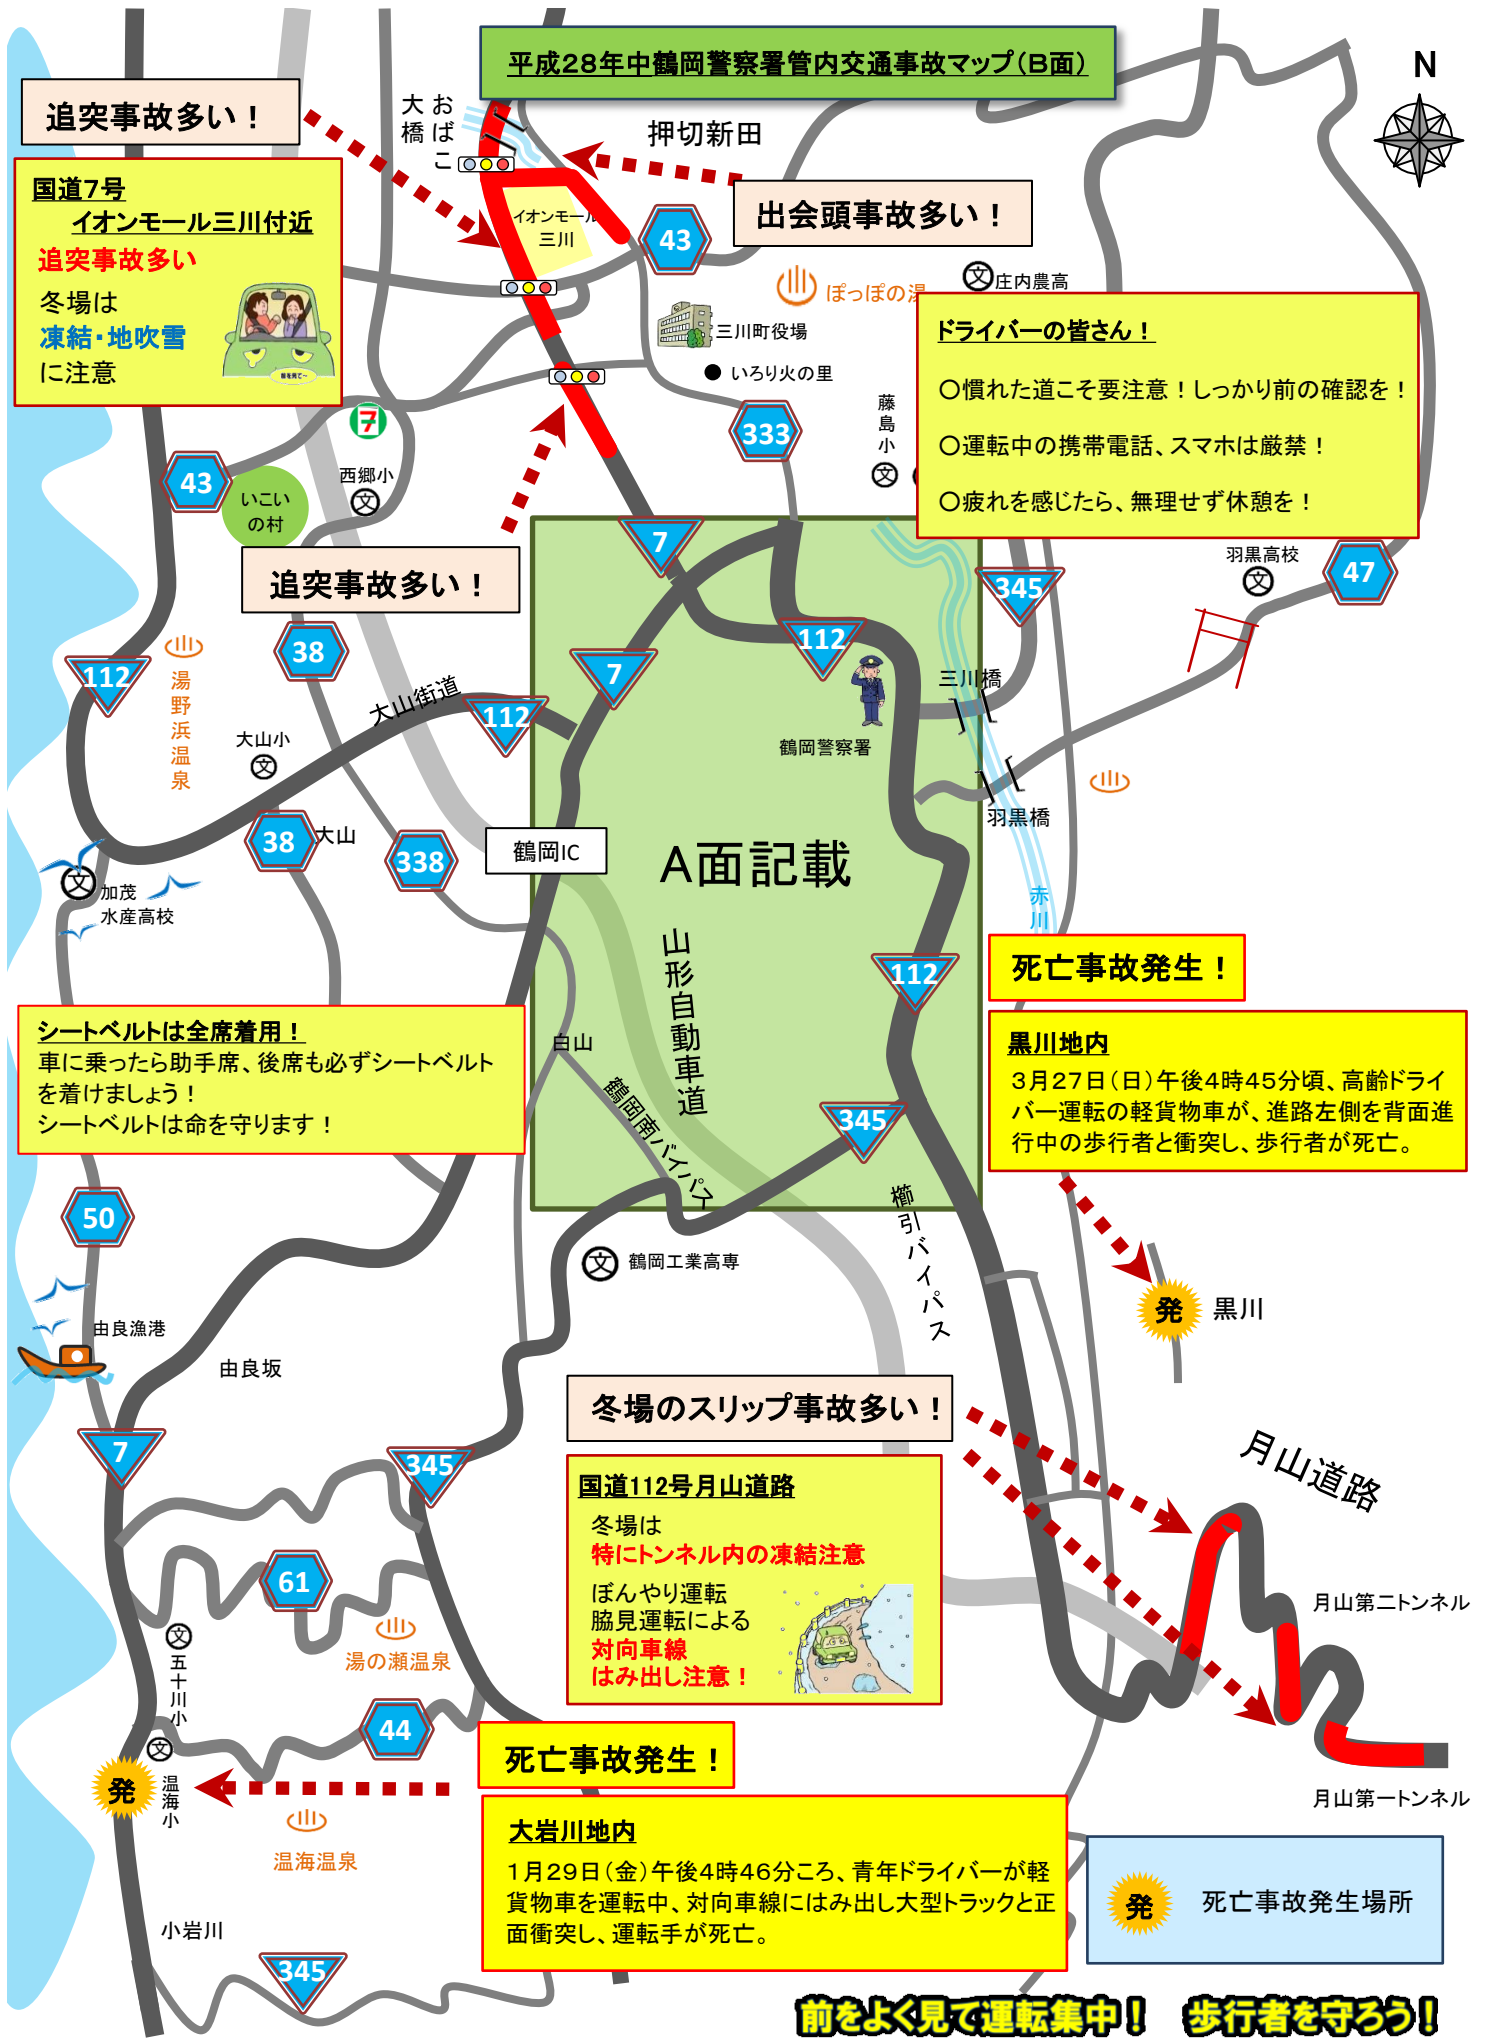 平成28年中鶴岡警察署管内交通事故マップ（B面）
N
追突事故多い！
おばこ
大橋
押切新田
出会頭事故多い！
国道7号
イオンモール三川付近
追突事故多い
冬場は
凍結・地吹雪
に注意
イオンモール
三川
43
ぽっぽの湯
文
庄内農高
三川町役場
いろり火の里
ドライバーの皆さん！
○慣れた道こそ要注意！しっかり前の確認を！
○運転中の携帯電話、スマホは厳禁！
○疲れを感じたら、無理せず休憩を！
7
333
藤島小
文
43
いこい
の村
西郷小
文
追突事故多い！
7
345
羽黒高校
文
47
38
112
湯野浜温泉
大山街道
112
7
112
三川橋
鶴岡警察署
大山小
文
羽黒橋
38
大山
338
鶴岡IC
A面記載
文
加茂
水産高校
赤川
山形自動車道
112
死亡事故発生！
シートベルトは全席着用！
車に乗ったら助手席、後席も必ずシートベルト
を着けましょう！
シートベルトは命を守ります！
白山
鶴岡南バイパス
345
黒川地内
3月27日（日）午後4時45分頃、高齢ドライ
バー運転の軽貨物車が、進路左側を背面進
行中の歩行者と衝突し、歩行者が死亡。
50
櫛引バイパス
文
鶴岡工業高専
発
黒川
由良漁港
由良坂
冬場のスリップ事故多い！
7
345
月山道路
国道112号月山道路
冬場は
特にトンネル内の凍結注意
ぼんやり運転
脇見運転による
対向車線
はみ出し注意！
61
月山第二トンネル
文
五十川小
湯の瀬温泉
44
文
温海小
発
死亡事故発生！
月山第一トンネル
温海温泉
大岩川地内
1月29日（金）午後4時46分ころ、青年ドライバーが軽
貨物車を運転中、対向車線にはみ出し大型トラックと正
面衝突し、運転手が死亡。
発
死亡事故発生場所
小岩川
345
前をよく見て運転集中！　歩行者を守ろう！